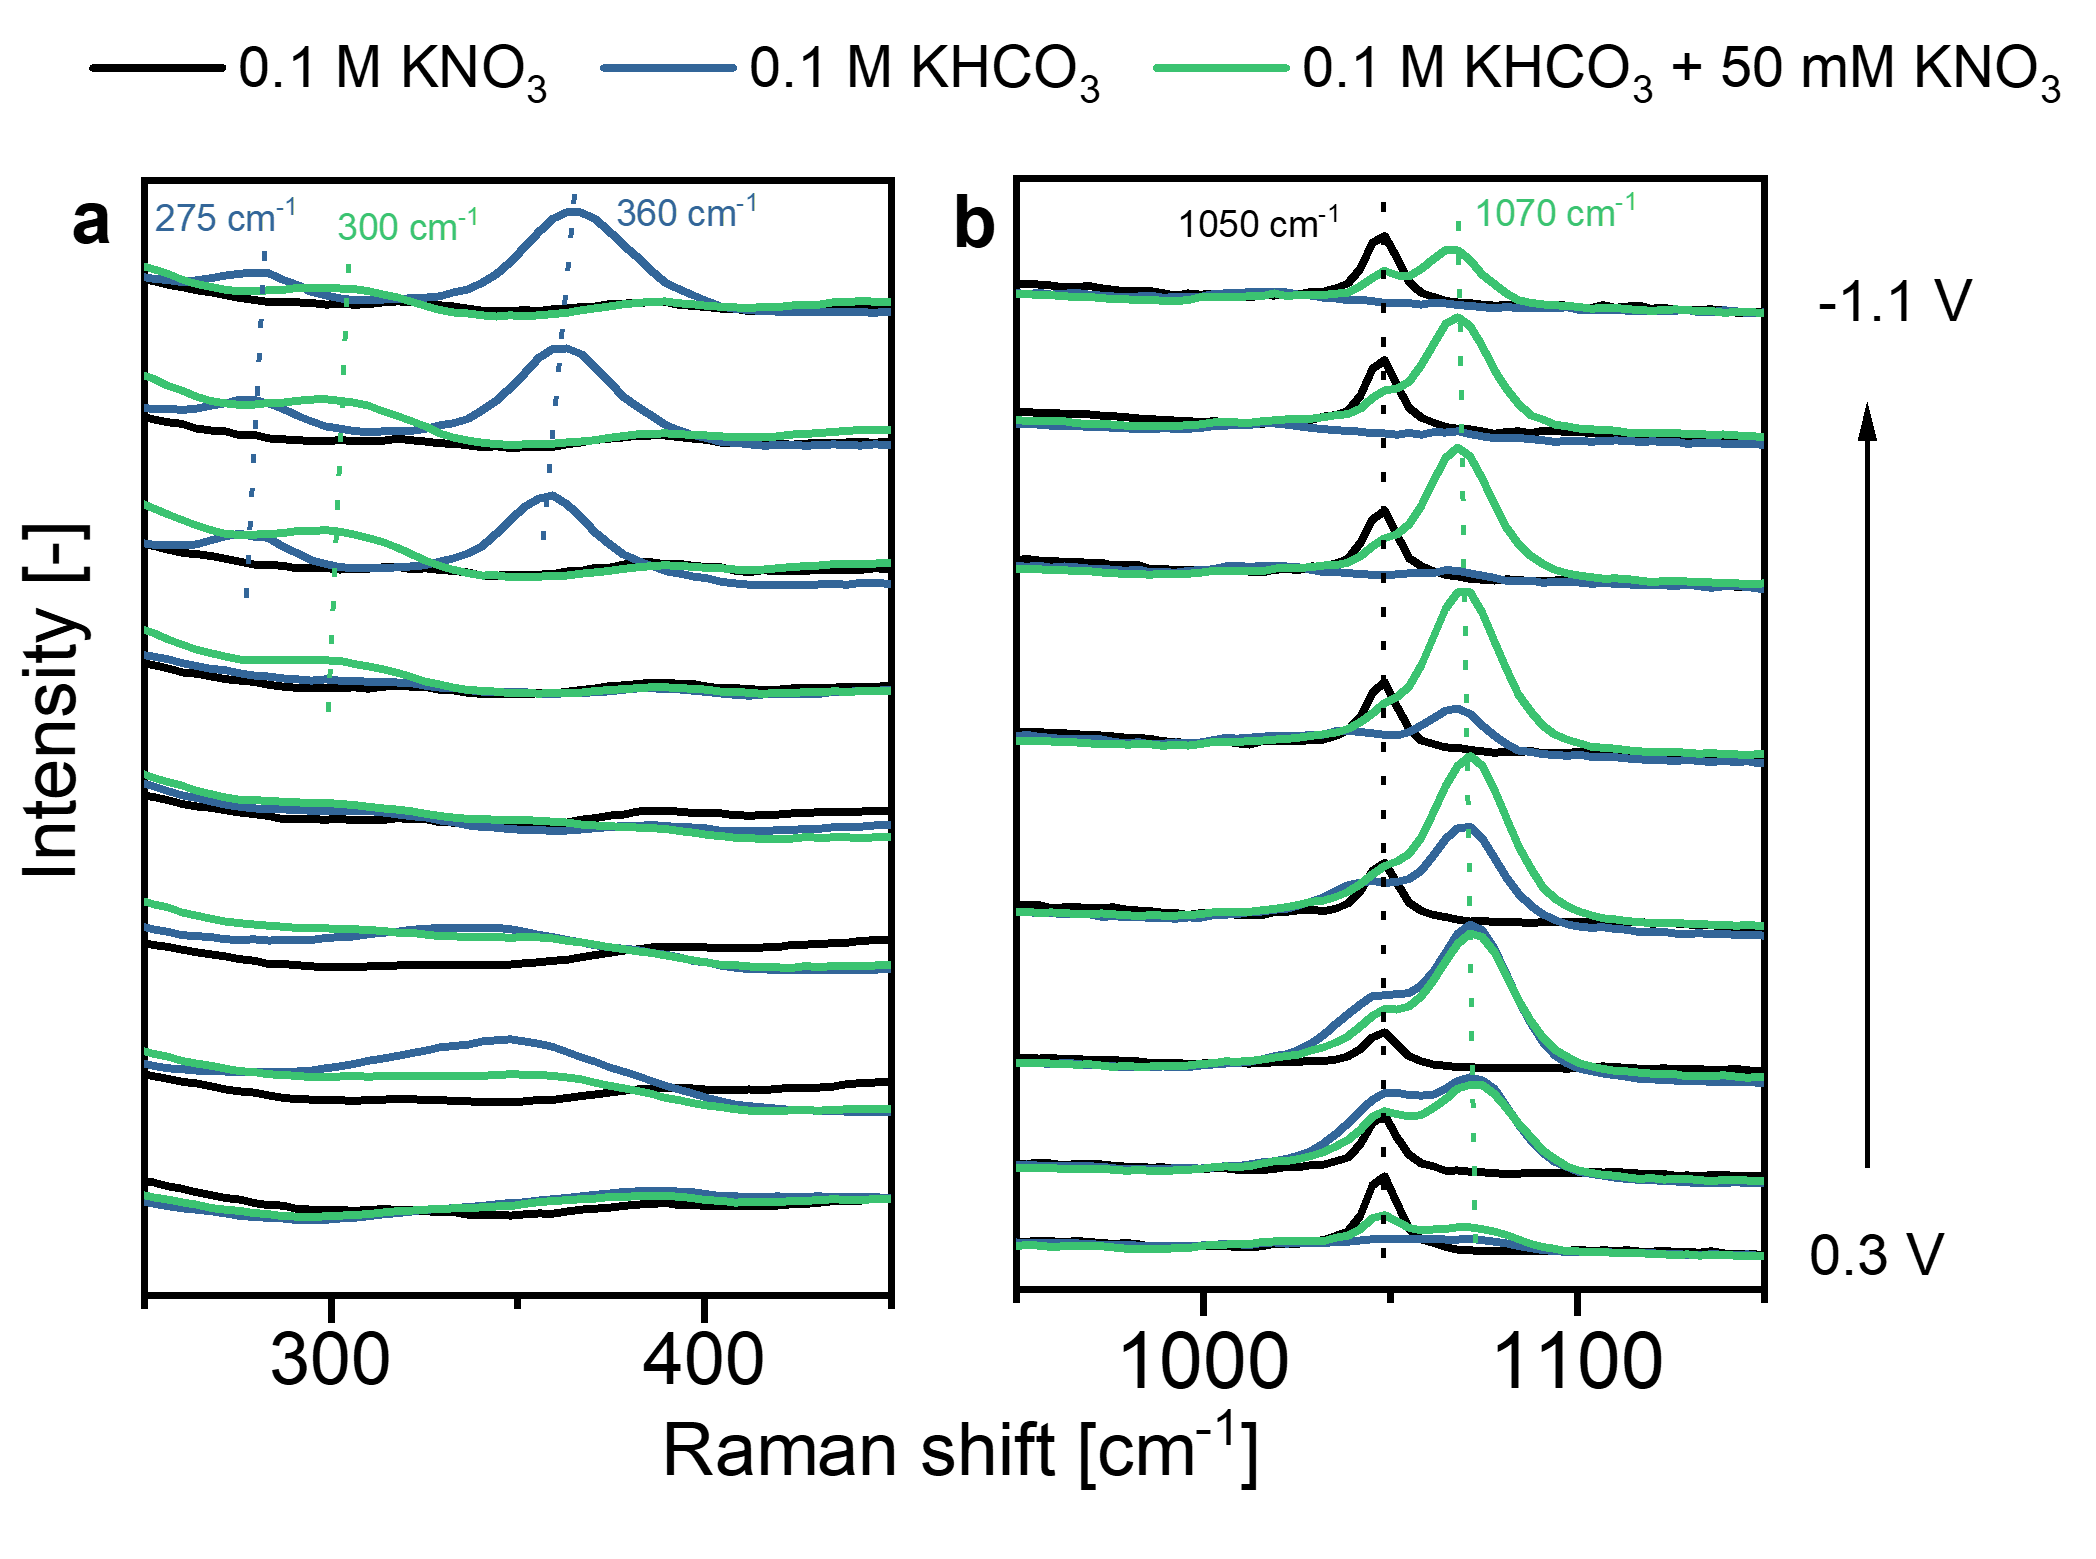 0.1 M KNO₃ 0.1 M KHCO₃ 0.1 M KHCO₃ + 50 mM KNO₃
a
275 cm⁻¹
300 cm⁻¹
360 cm⁻¹
b
1050 cm⁻¹
1070 cm⁻¹
-1.1 V
0.3 V
Intensity [-]
300 400
1000 1100
Raman shift [cm⁻¹]